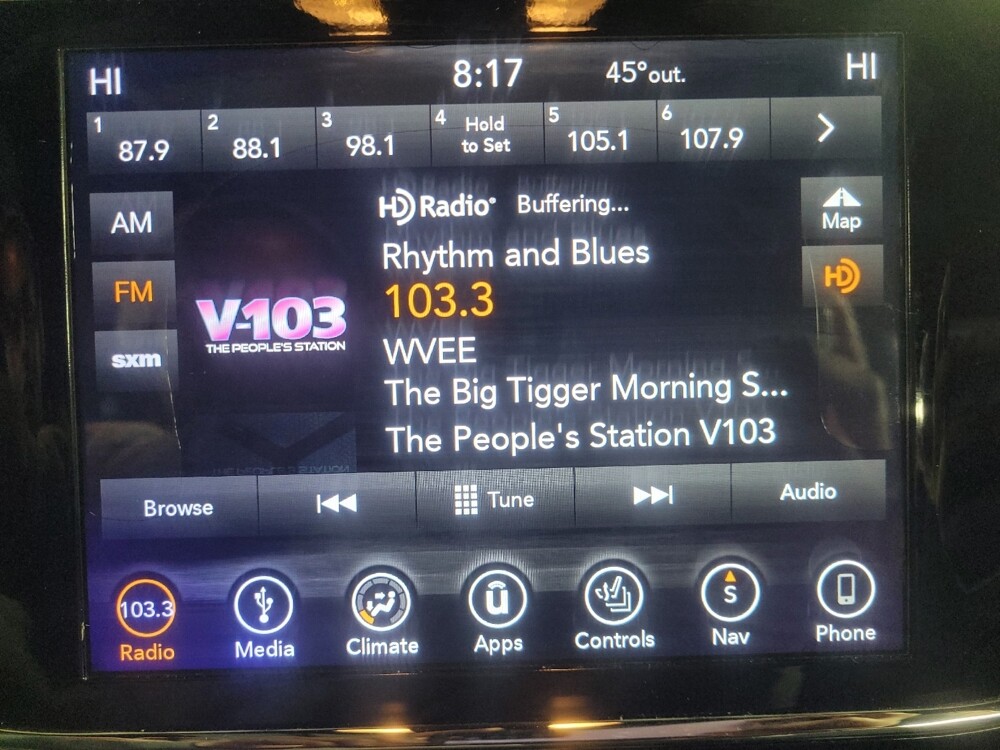 HI 8:17 45°out. HI
1 87.9 2 88.1 3 98.1 4 Hold to Set 5 105.1 6 107.9
AM
FM
sxm
V-103
THE PEOPLE'S STATION
HD Radio Buffering...
Rhythm and Blues
103.3
WVEE
The Big Tigger Morning S...
The People's Station V103
Map
HD
Browse Tune Audio
103.3 u S
Radio Media Climate Apps Controls Nav Phone